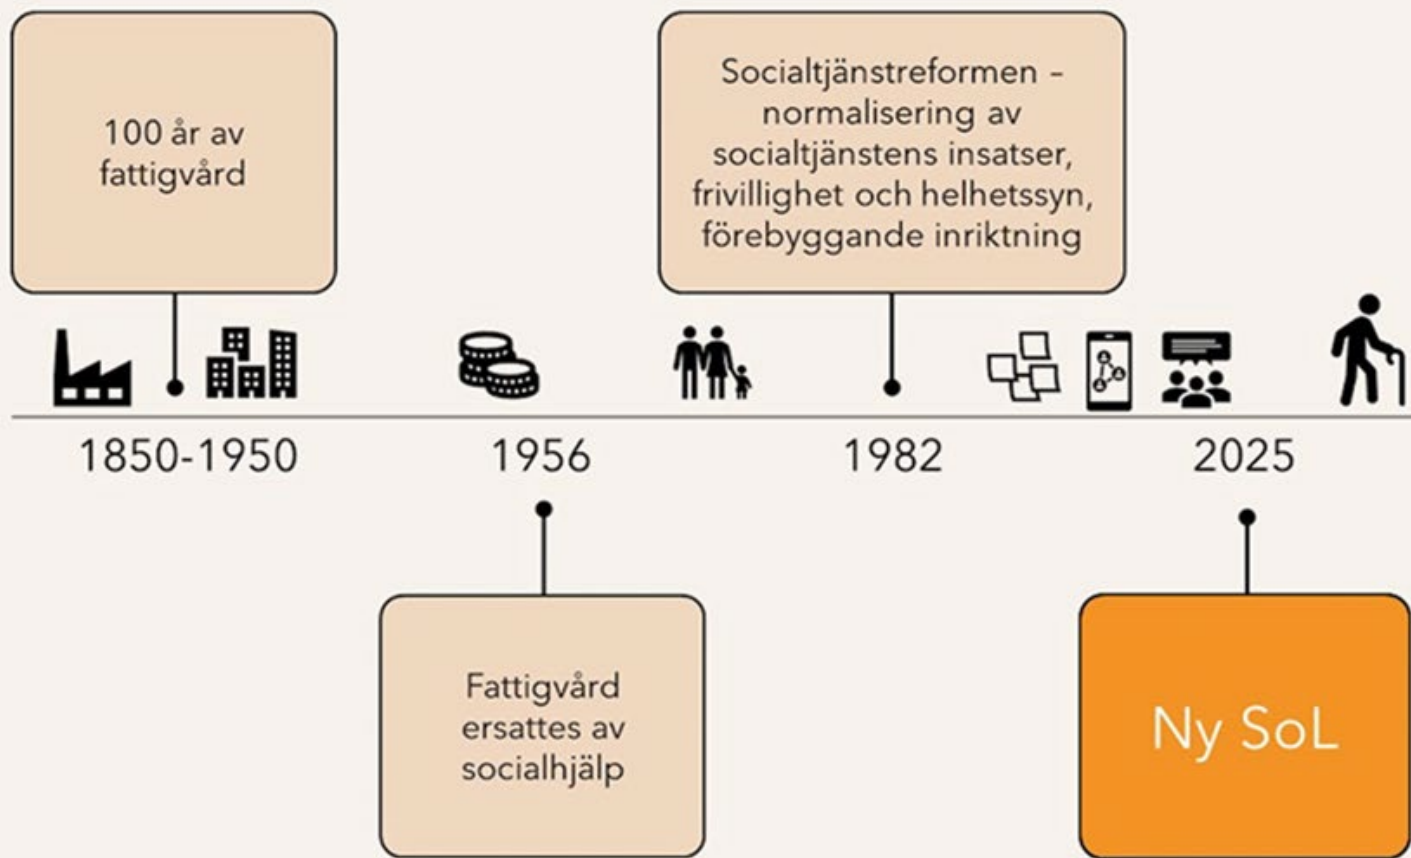 100 år av
fattigvård
Socialtjänstreformen –
normalisering av
socialtjänstens insatser,
frivillighet och helhetssyn,
förebyggande inriktning
1850-1950
1956
1982
2025
Fattigvård
ersattes av
socialhjälp
Ny SoL